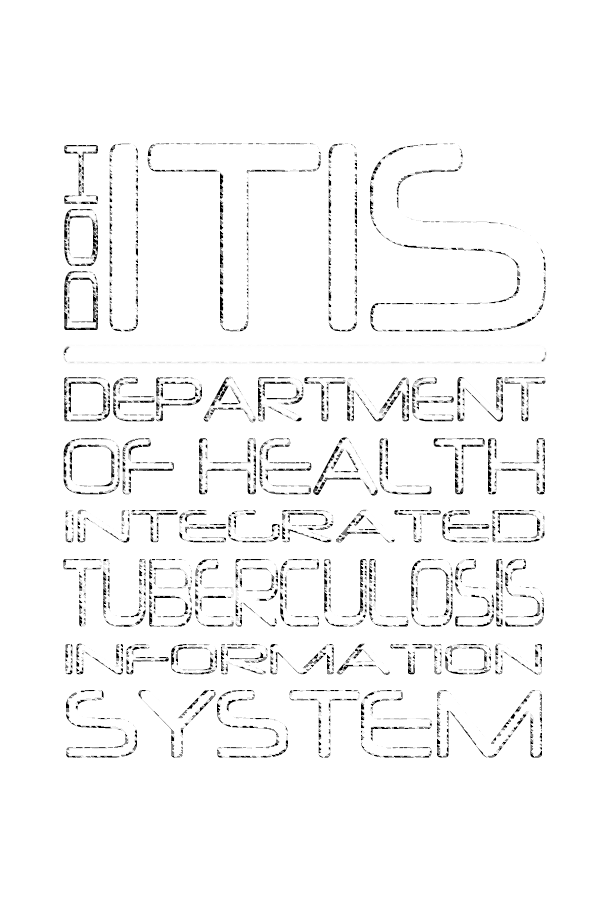 DOH
ITIS
DEPARTMENT
OF HEALTH
INTEGRATED
TUBERCULOSIS
INFORMATION
SYSTEM